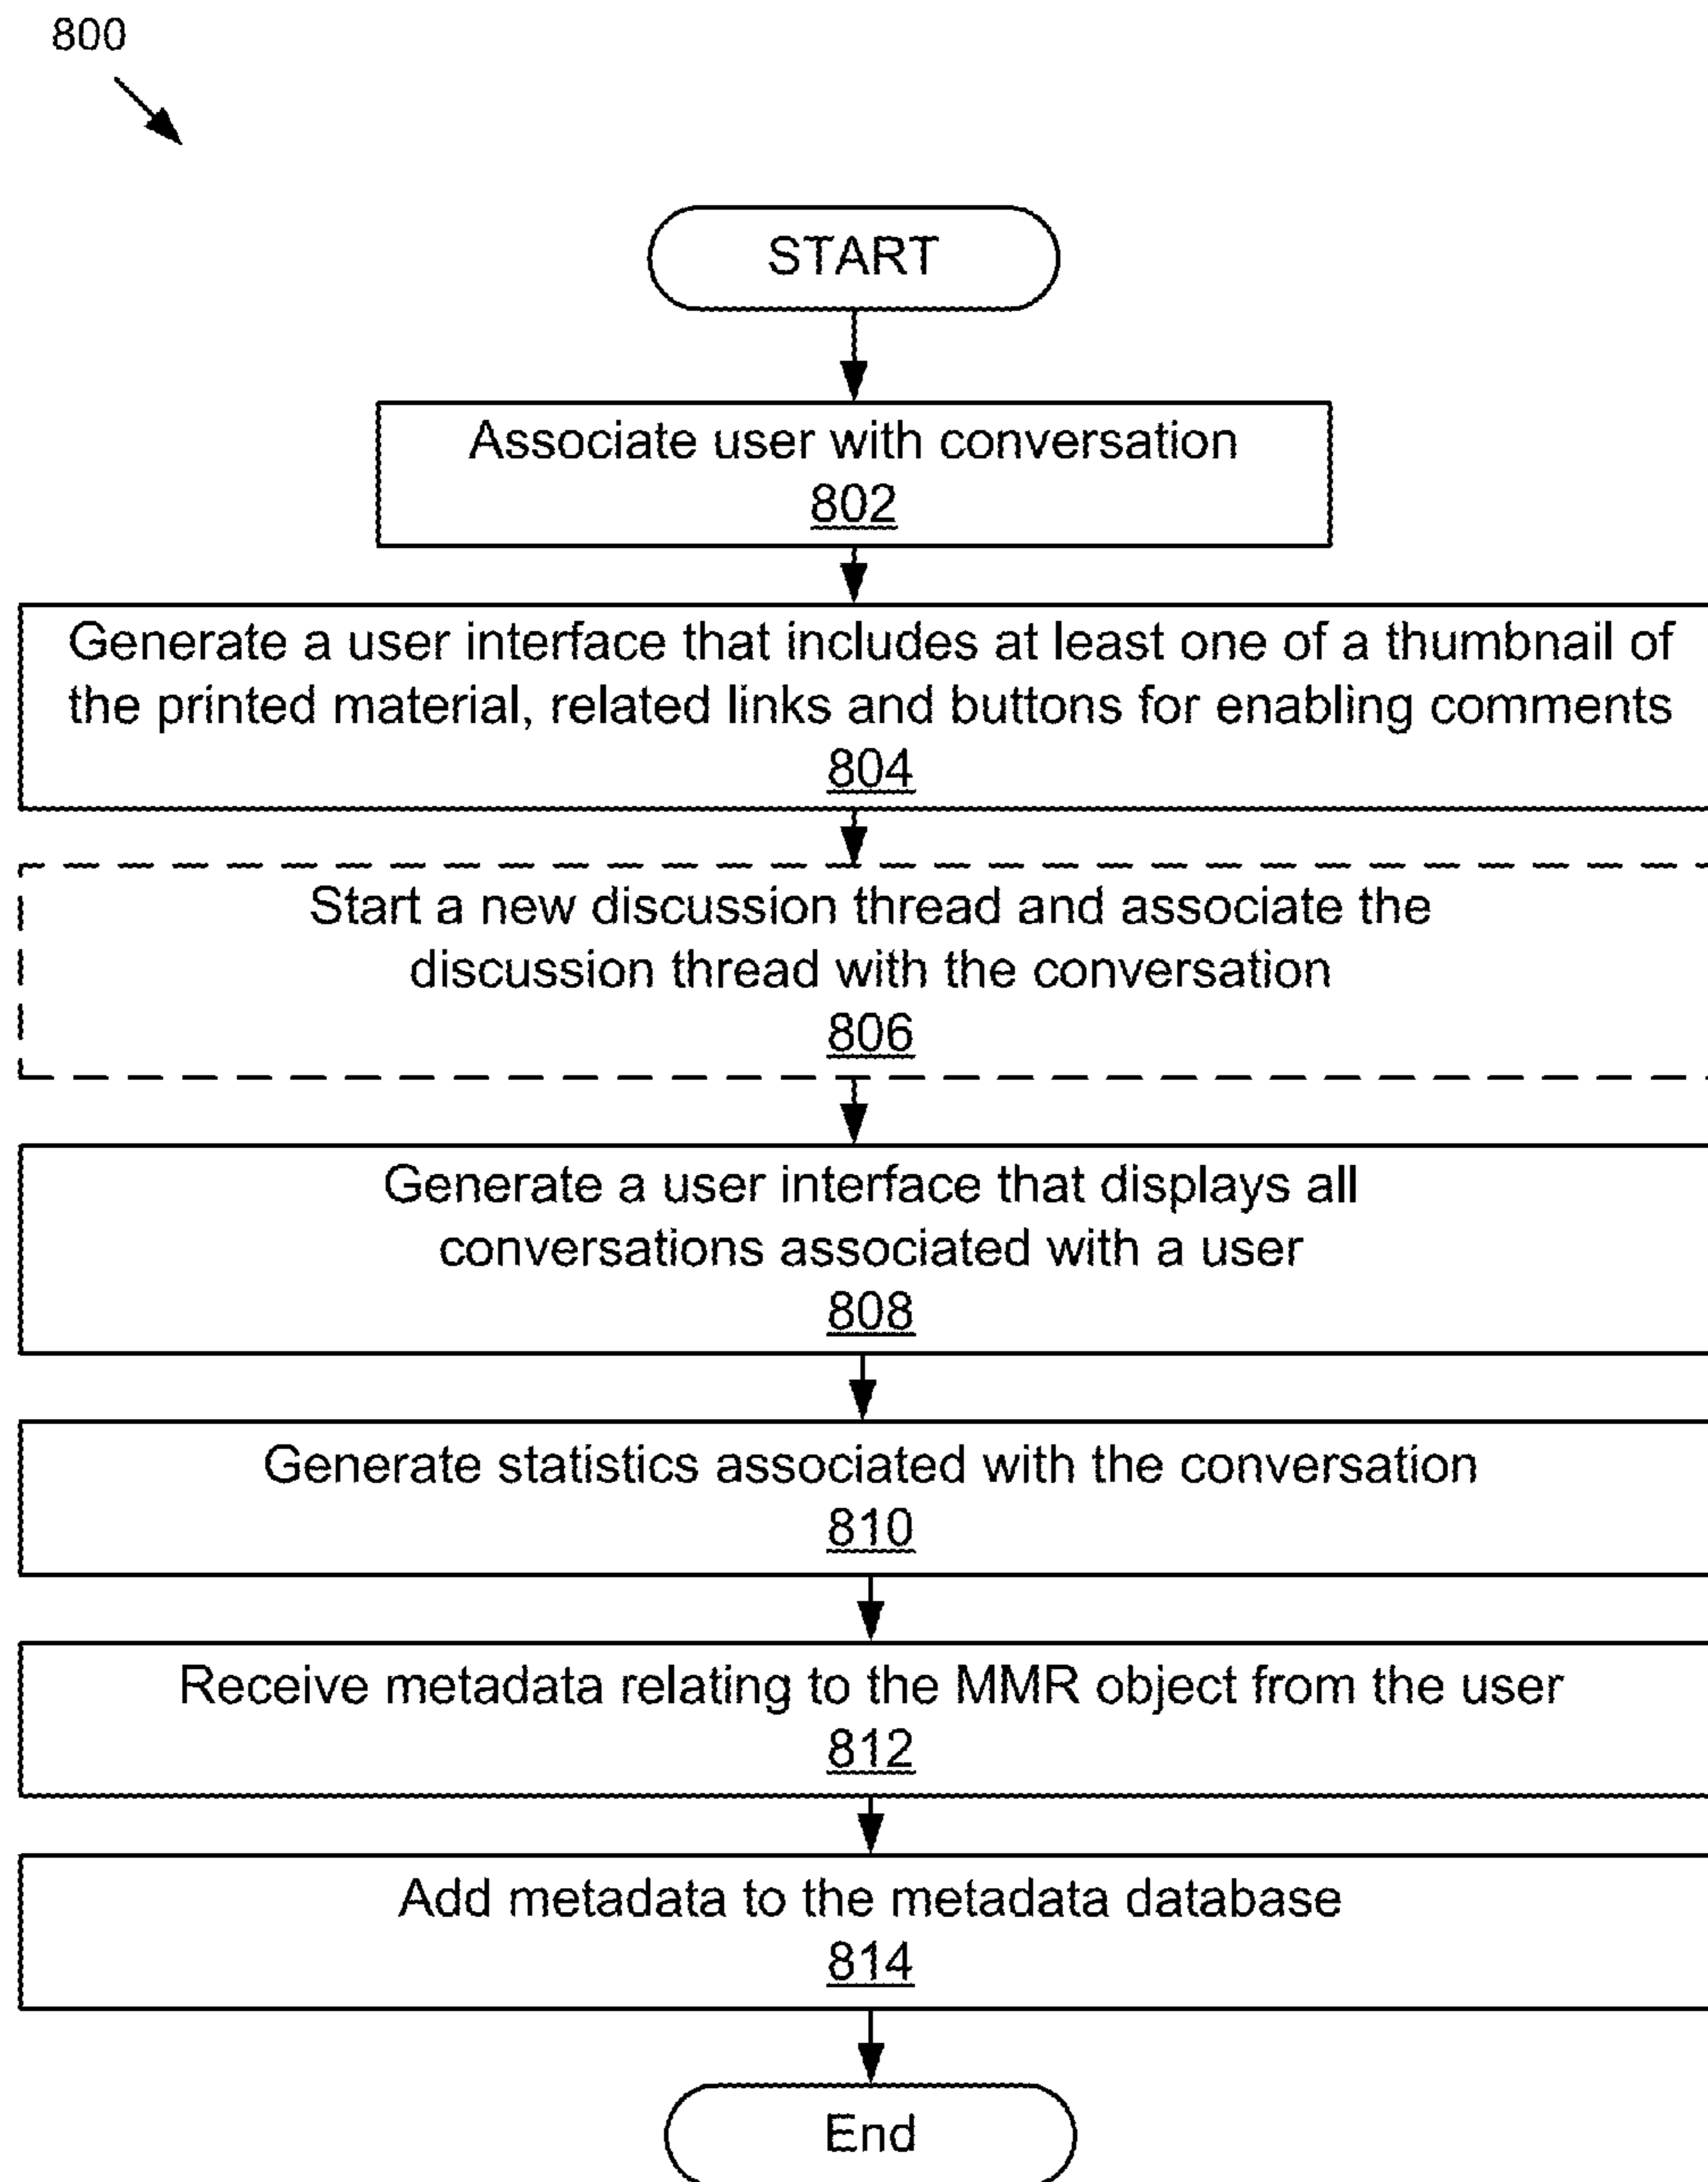 800
START
Associate user with conversation
802
Generate a user interface that includes at least one of a thumbnail of
the printed material, related links and buttons for enabling comments
804
Start a new discussion thread and associate the
discussion thread with the conversation
806
Generate a user interface that displays all
conversations associated with a user
808
Generate statistics associated with the conversation
810
Receive metadata relating to the MMR object from the user
812
Add metadata to the metadata database
814
End